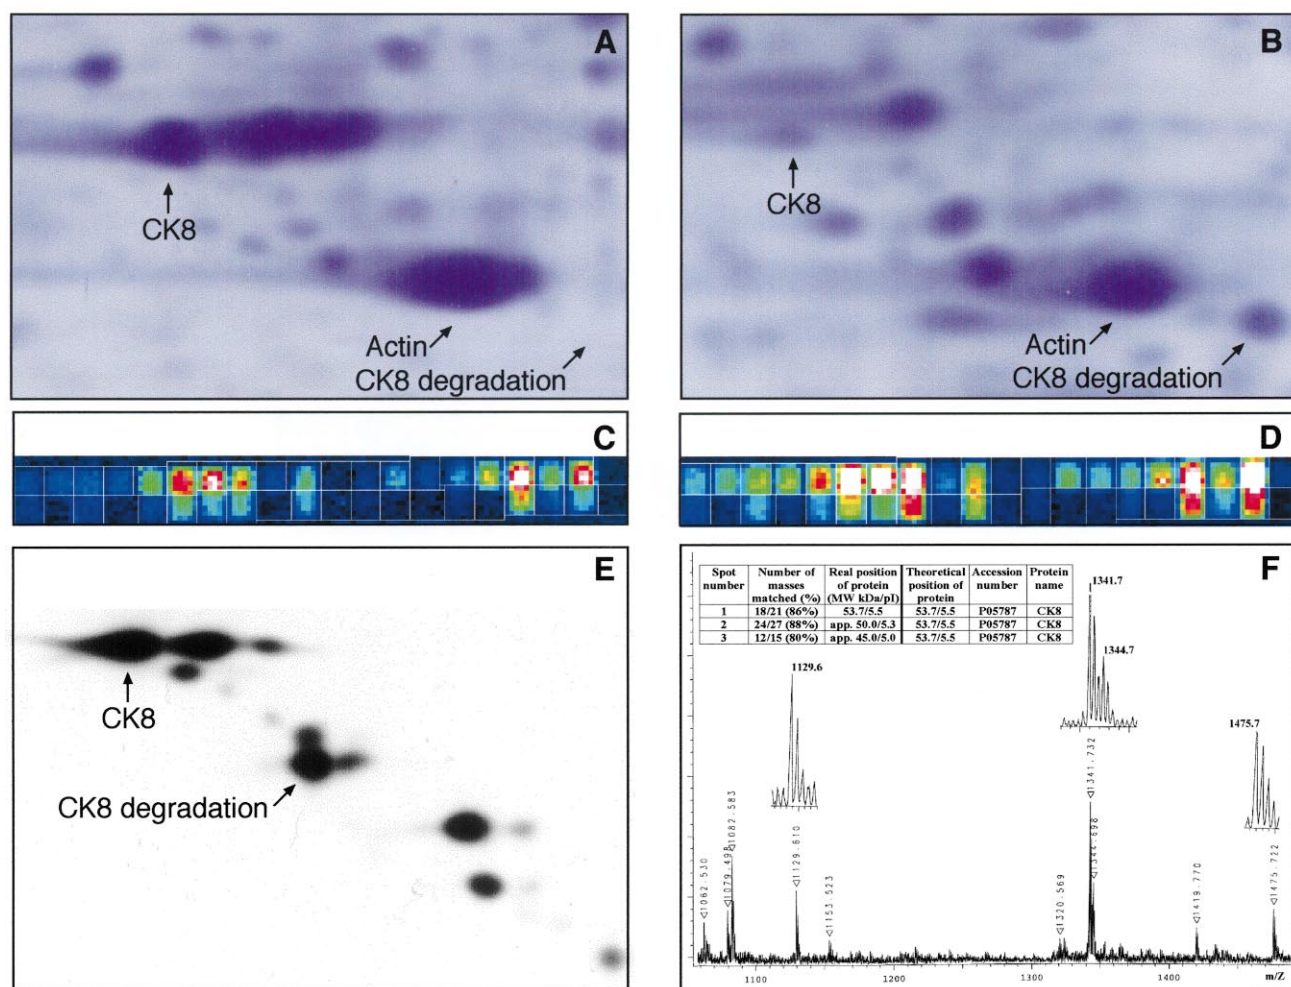 A
CK8
Actin
CK8 degradation
B
CK8
Actin
CK8 degradation
C
D
E
CK8
CK8 degradation
F
Spot number | Number of masses matched (%) | Real position of protein (MW kDa/pI) | Theoretical position of protein | Accession number | Protein name
1 | 18/21 (86%) | 53.7/5.5 | 53.7/5.5 | P05787 | CK8
2 | 24/27 (88%) | app. 50.0/5.3 | 53.7/5.5 | P05787 | CK8
3 | 12/15 (80%) | app. 45.0/5.0 | 53.7/5.5 | P05787 | CK8
1129.6
1341.7
1344.7
1475.7
1062.530
1079.498
1082.583
1129.610
1153.523
1320.569
1341.732
1344.698
1419.770
1475.722
1100 1200 1300 1400 m/Z